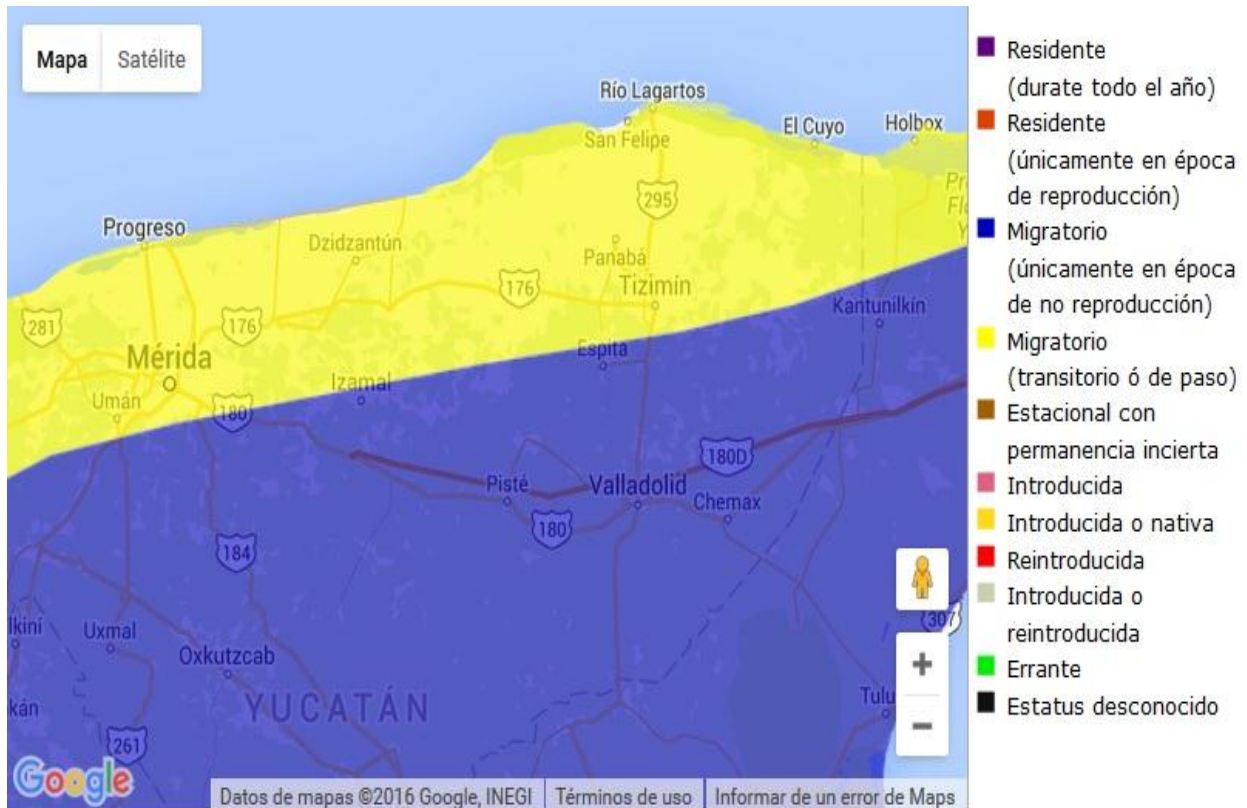 Mapa Satélite
Río Lagartos
San Felipe
El Cuyo
Holbox
295
Progreso
Dzidzantún
Panabá
176
Tizimín
281
176
Kantunilkín
Mérida
Espita
Izamal
Umán
180
180D
Pisté
Valladolid
Chemax
180
184
307
Uxmal
Oxkutzcab
YUCATÁN
261
+
−
Google
Datos de mapas ©2016 Google, INEGI Términos de uso Informar de un error de Maps
Residente
(durate todo el año)
Residente
(únicamente en época
de reproducción)
Migratorio
(únicamente en época
de no reproducción)
Migratorio
(transitorio ó de paso)
Estacional con
permanencia incierta
Introducida
Introducida o nativa
Reintroducida
Introducida o
reintroducida
Errante
Estatus desconocido